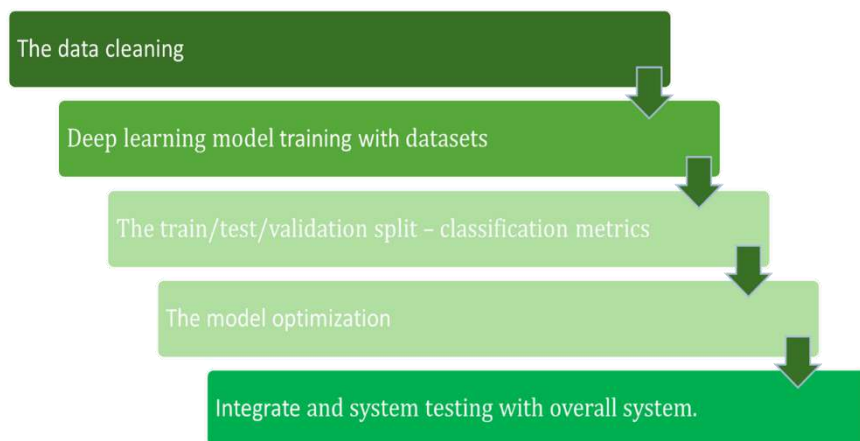 The data cleaning
Deep learning model training with datasets
The train/test/validation split – classification metrics
The model optimization
Integrate and system testing with overall system.